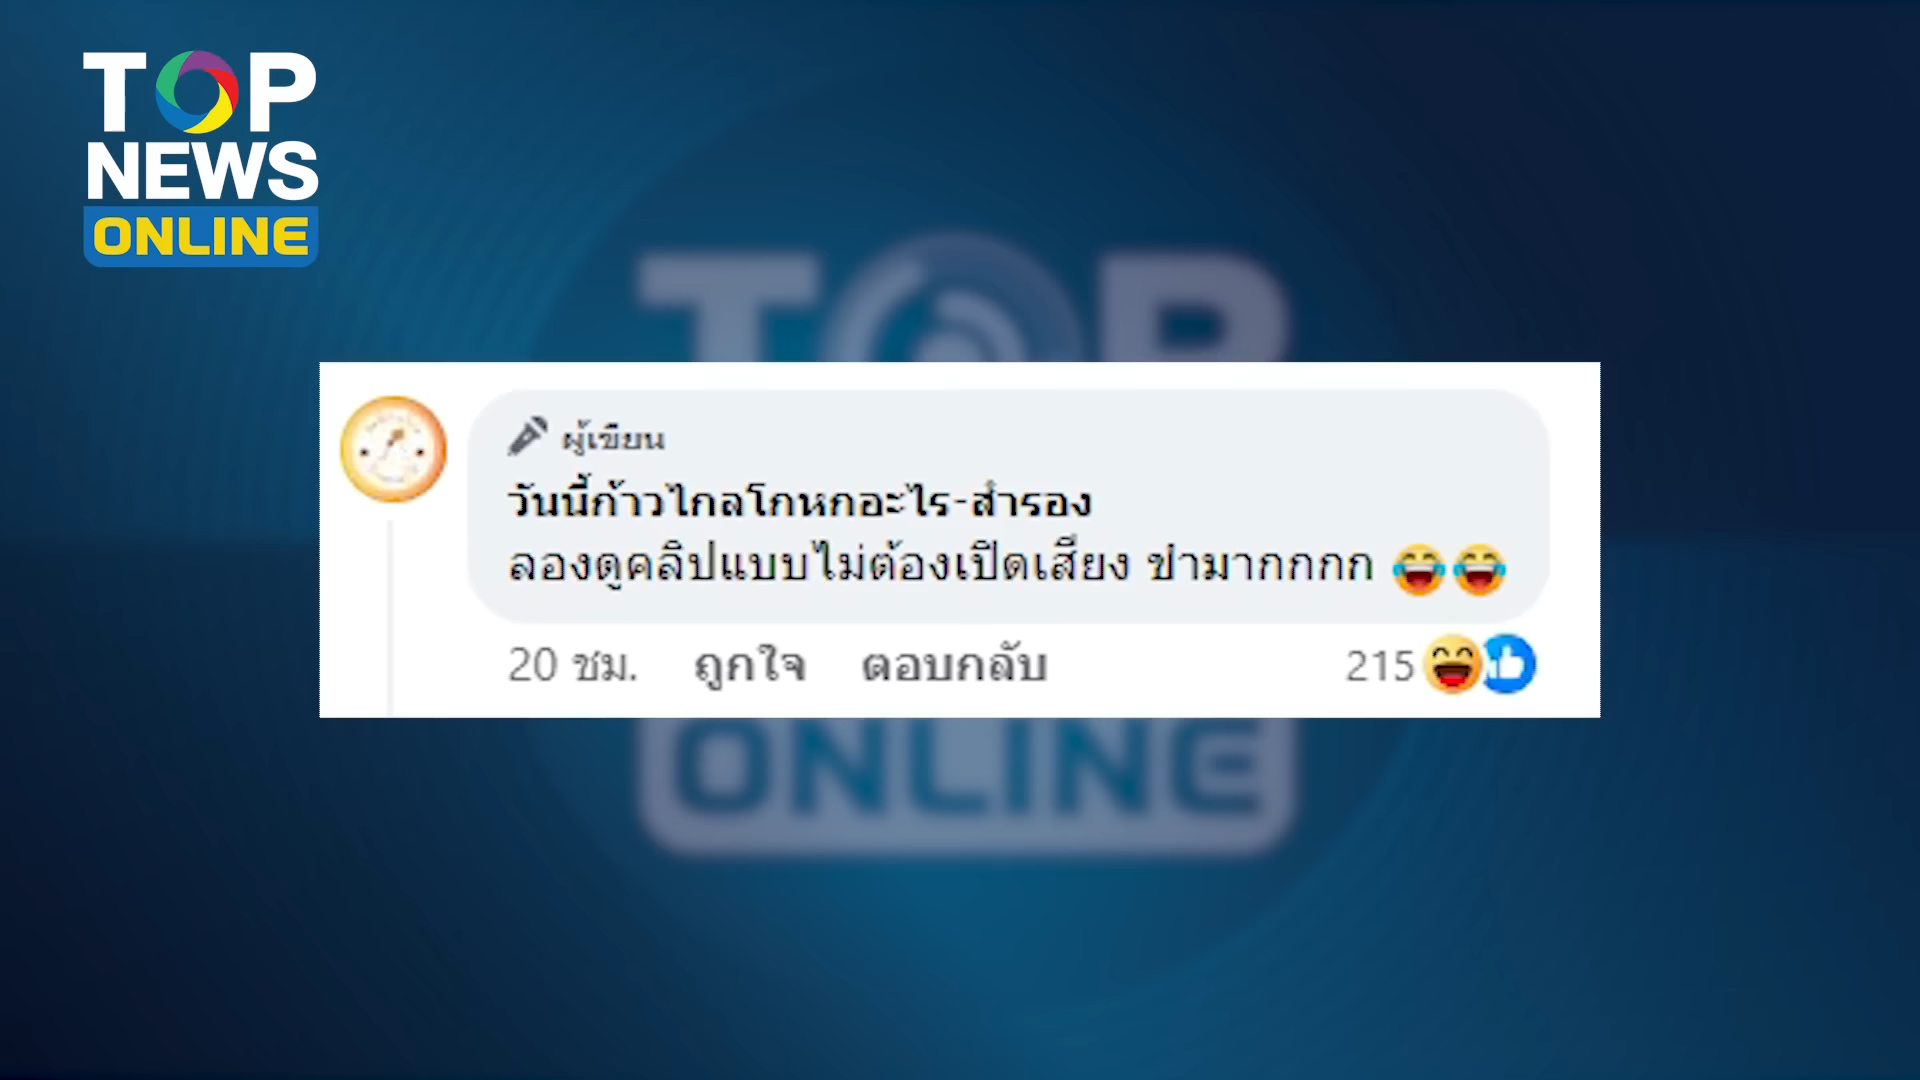 TOP
NEWS
ONLINE
TOP
ผู้เขียน
วันนี้ก้าวไกลโกหกอะไร-สำรอง
ลองดูคลิปแบบไม่ต้องเปิดเสียง ขำมากกกก 😂😂
20 ชม. ถูกใจ ตอบกลับ 215
ONLINE